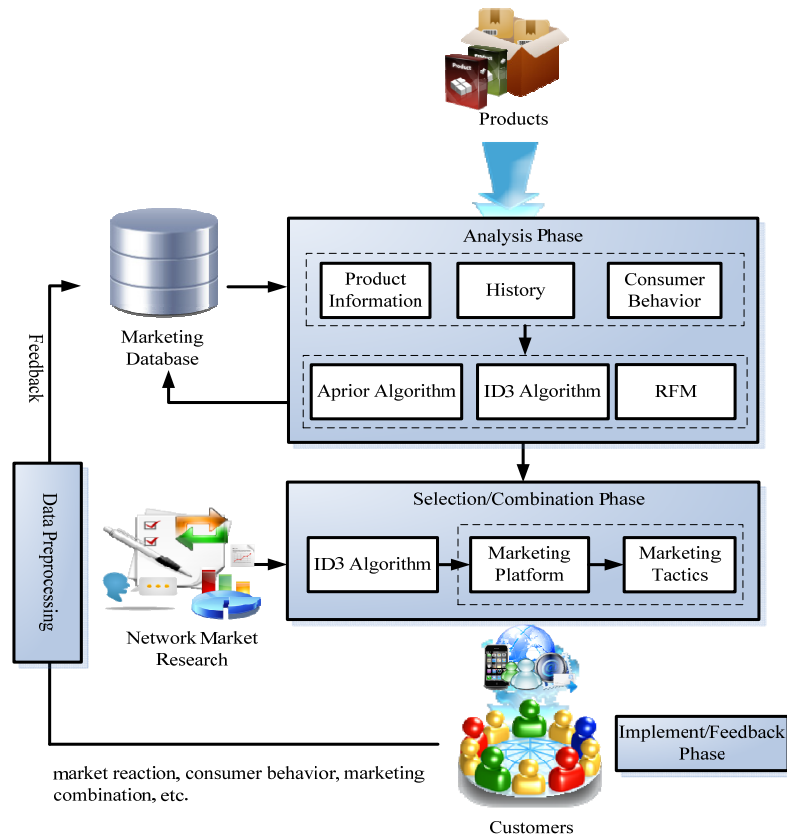 Product
Product
Products
Analysis Phase
Product
Information
History
Consumer
Behavior
Marketing
Database
Feedback
Aprior Algorithm
ID3 Algorithm
RFM
Data Preprocessing
Selection/Combination Phase
ID3 Algorithm
Marketing
Platform
Marketing
Tactics
Network Market
Research
Implement/Feedback
Phase
market reaction, consumer behavior, marketing
combination, etc.
Customers